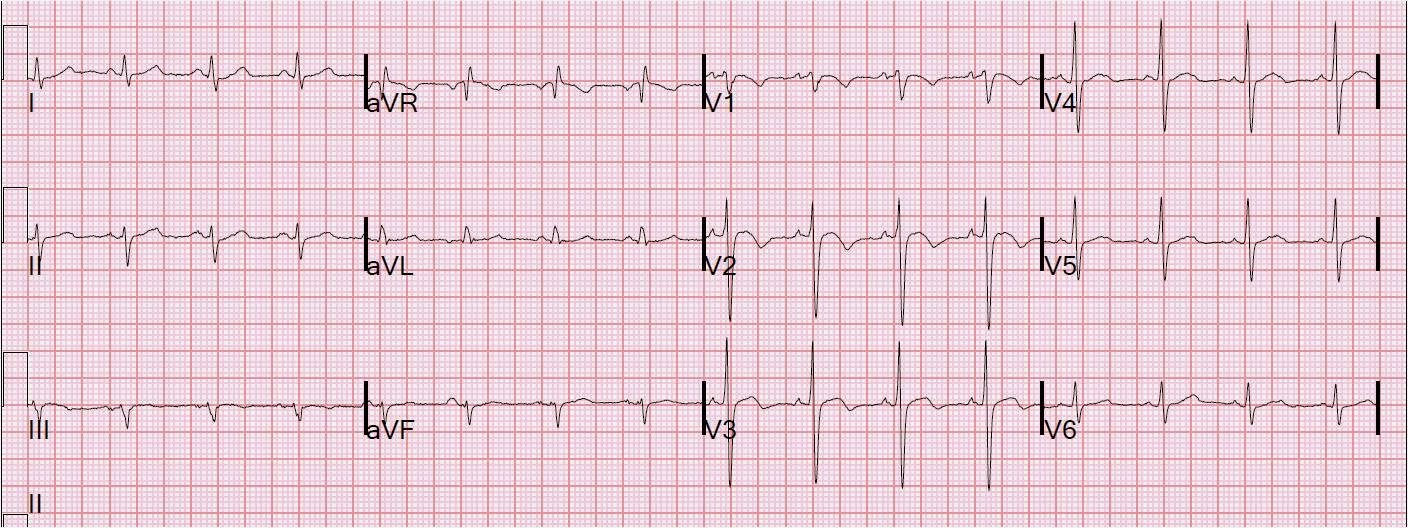 I aVR V1 V4
II aVL V2 V5
III aVF V3 V6
II